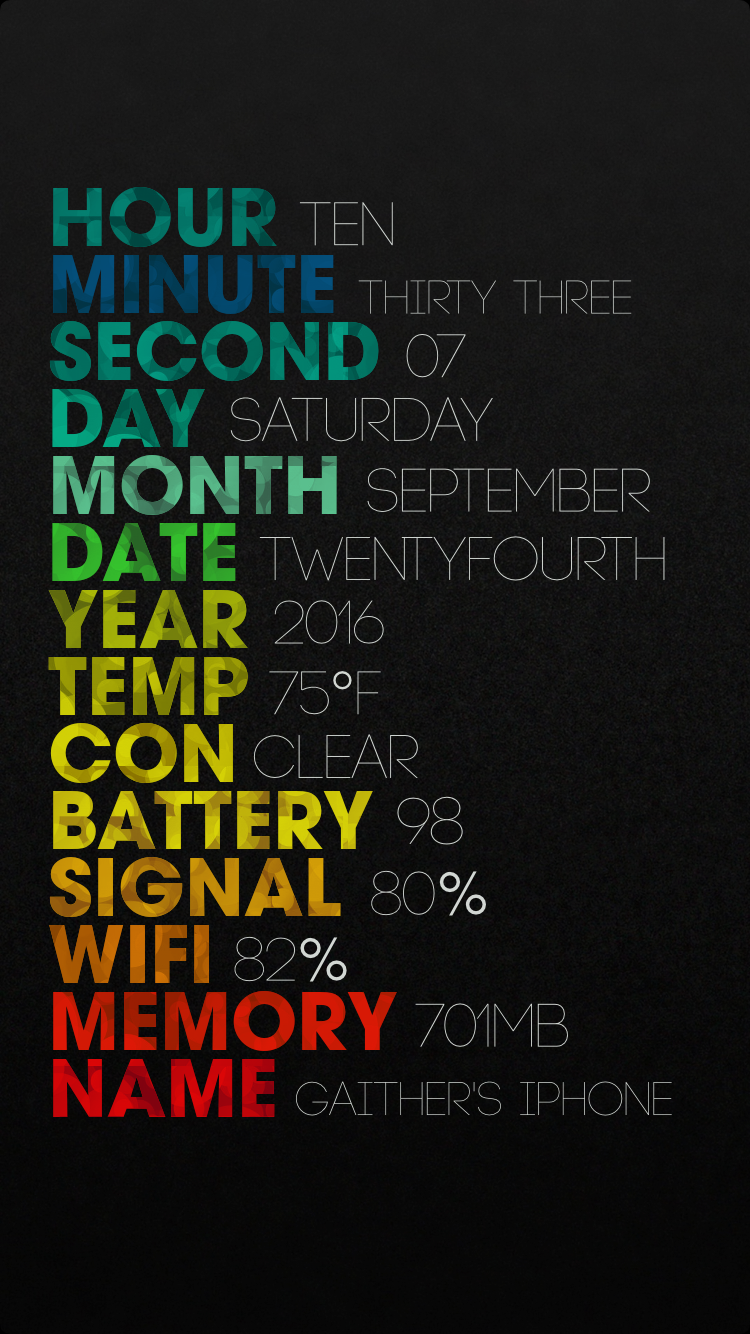 HOUR TEN
MINUTE THIRTY THREE
SECOND 07
DAY SATURDAY
MONTH SEPTEMBER
DATE TWENTYFOURTH
YEAR 2016
TEMP 75°F
CON CLEAR
BATTERY 98
SIGNAL 80%
WIFI 82%
MEMORY 701MB
NAME GAITHER'S IPHONE